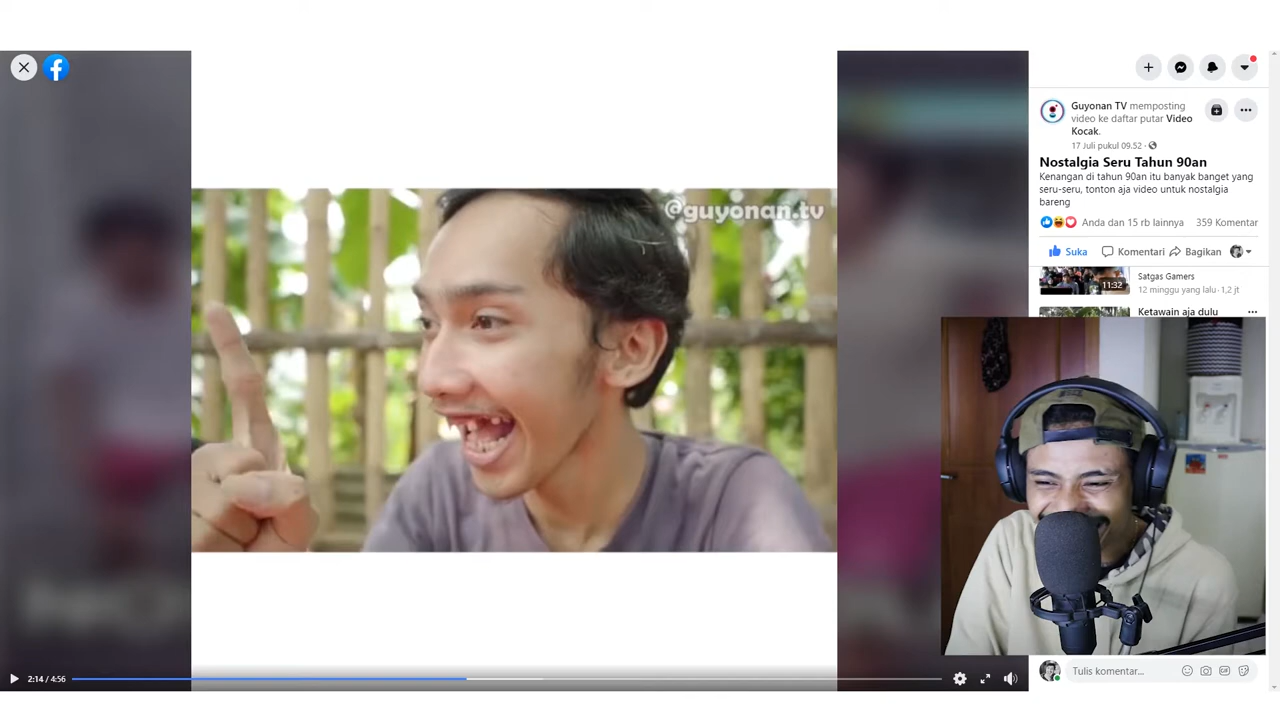 @guyonan.tv
Guyonan TV memposting
video ke daftar putar Video
Kocak.
17 Juli pukul 09.52 ·
Nostalgia Seru Tahun 90an
Kenangan di tahun 90an itu banyak banget yang
seru-seru, tonton aja video untuk nostalgia
bareng
Anda dan 15 rb lainnya 359 Komentar
Suka Komentari Bagikan
Satgas Gamers
11:32 12 minggu yang lalu · 1,2 jt
Ketawain aja dulu
2:14 / 4:56
Tulis komentar...